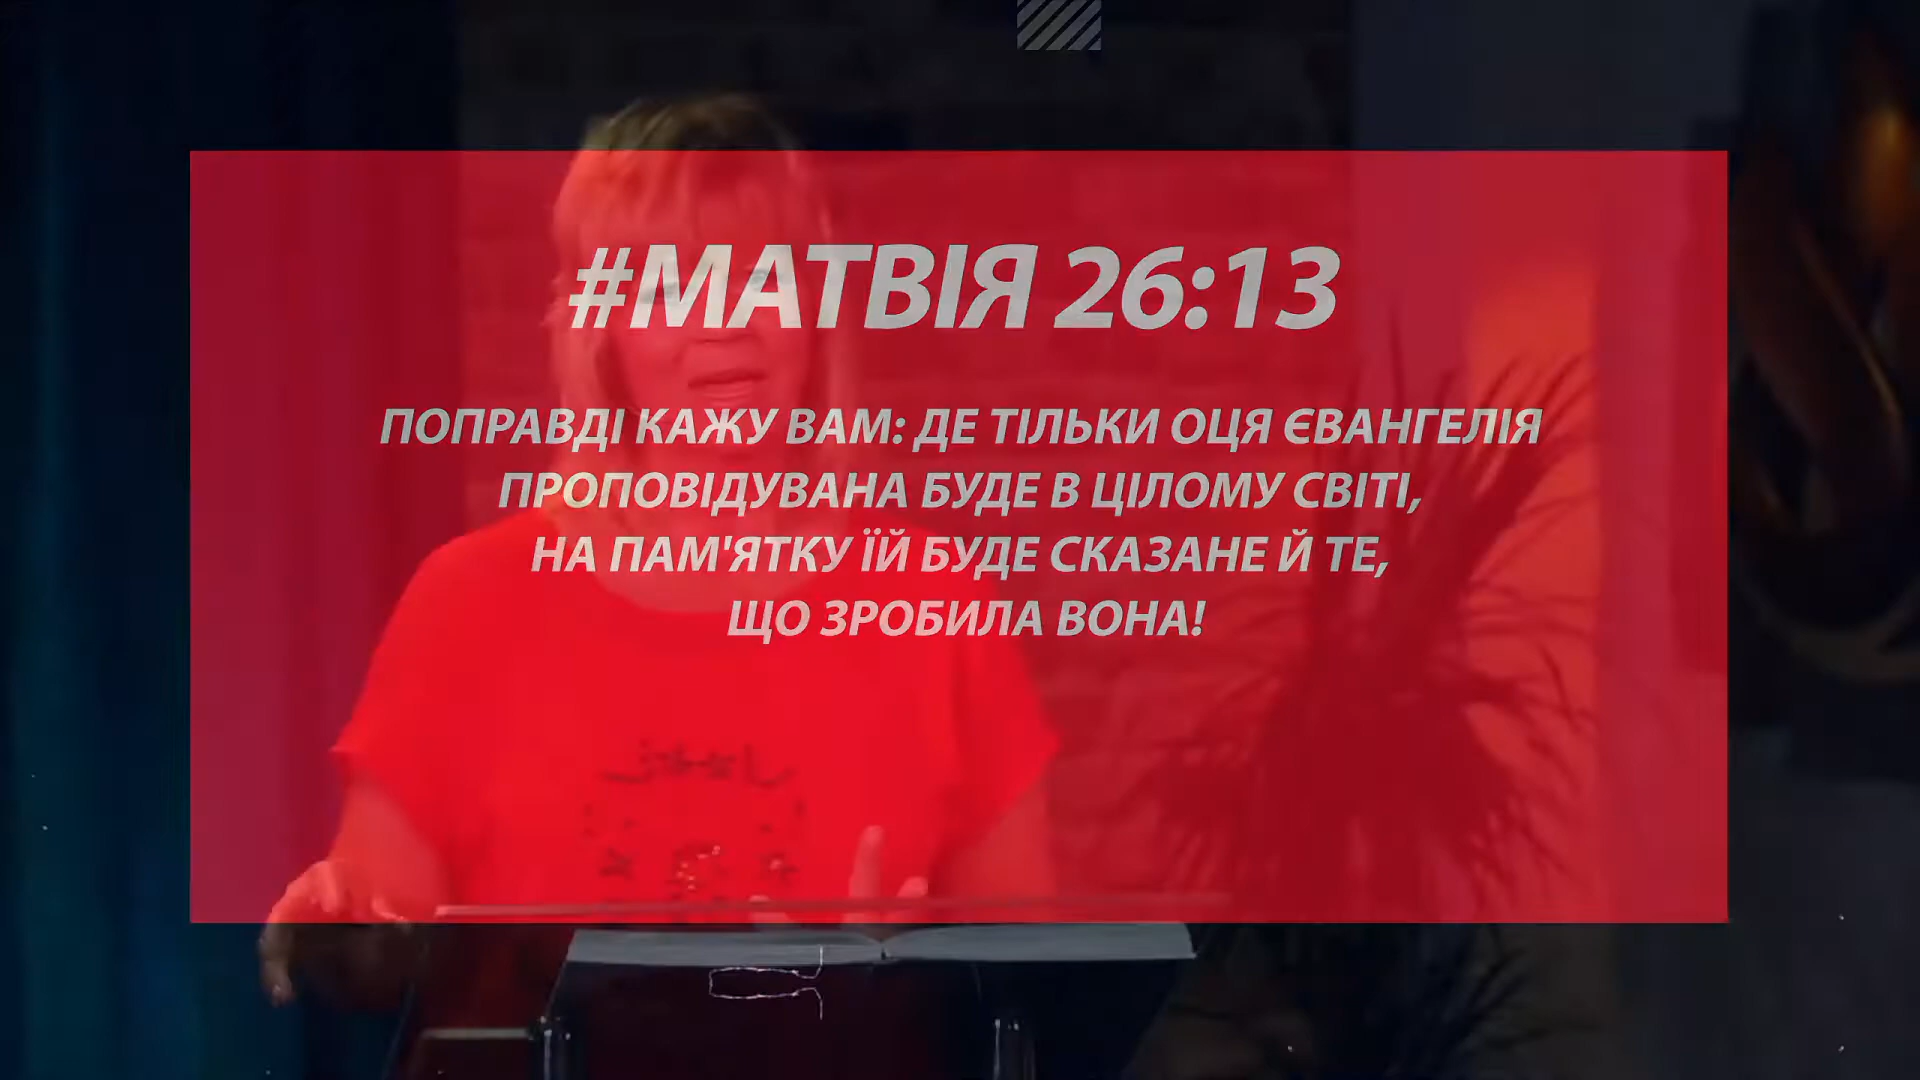 #МАТВІЯ 26:13
ПОПРАВДІ КАЖУ ВАМ: ДЕ ТІЛЬКИ ОЦЯ ЄВАНГЕЛІЯ
ПРОПОВІДУВАНА БУДЕ В ЦІЛОМУ СВІТІ,
НА ПАМ'ЯТКУ ЇЙ БУДЕ СКАЗАНЕ Й ТЕ,
ЩО ЗРОБИЛА ВОНА!